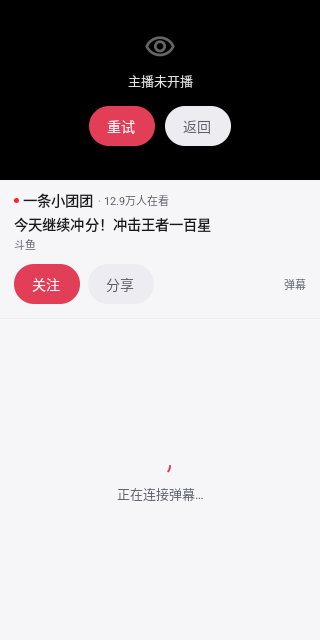 主播未开播
重试 返回
一条小团团 · 12.9万人在看
今天继续冲分！冲击王者一百星
斗鱼
关注 分享 弹幕
正在连接弹幕...